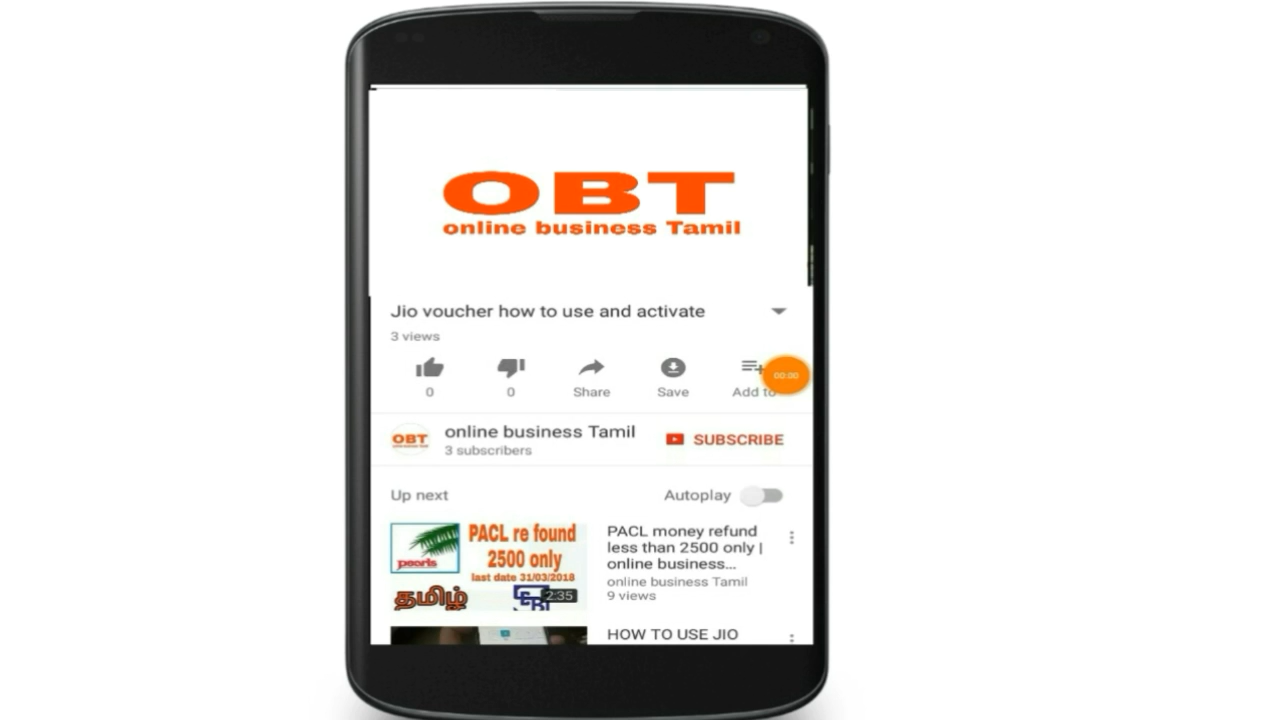 OBT
online business Tamil
Jio voucher how to use and activate
3 views
0
0
Share
Save
Add to
00:00
OBT
online business Tamil
3 subscribers
SUBSCRIBE
Up next
Autoplay
pearls
PACL re found
2500 only
last date 31/03/2018
தமிழ்
SEBI
2:35
PACL money refund
less than 2500 only |
online business...
online business Tamil
9 views
HOW TO USE JIO